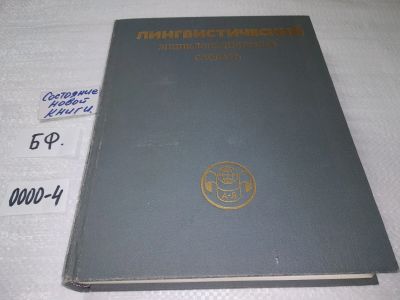 ЛИНГВИСТИЧЕСКИЙ
ЭНЦИКЛОПЕДИЧЕСКИЙ
СЛОВАРЬ
А-Я
Состояние
новой
книги
БФ.
0000-4